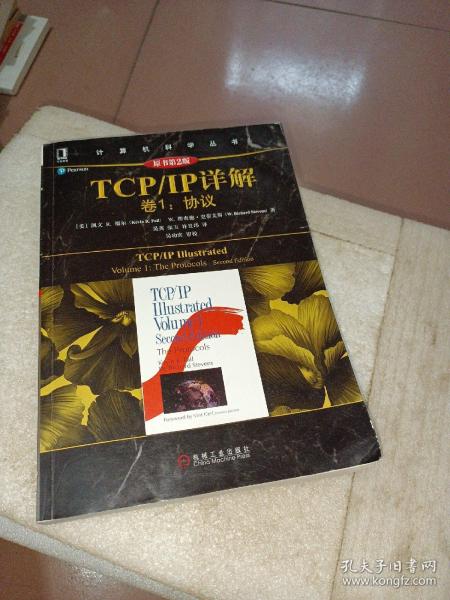 计算机科学丛书
Pearson
原书第2版
TCP/IP详解
卷1：协议
[美] 凯文 R. 福尔 (Kevin R. Fall) W. 理查德·史蒂文斯 (W. Richard Stevens) 著
吴英 张玉 许昱玮 译
吴功宜 审校
TCP/IP Illustrated
Volume 1: The Protocols Second Edition
TCP/IP
Illustrated
Volume
Second Edition
The Protocols
Kevin R. Fall
W. Richard Stevens
Foreword by Vint Cerf
机械工业出版社
China Machine Press
孔夫子旧书网
www.kongfz.com